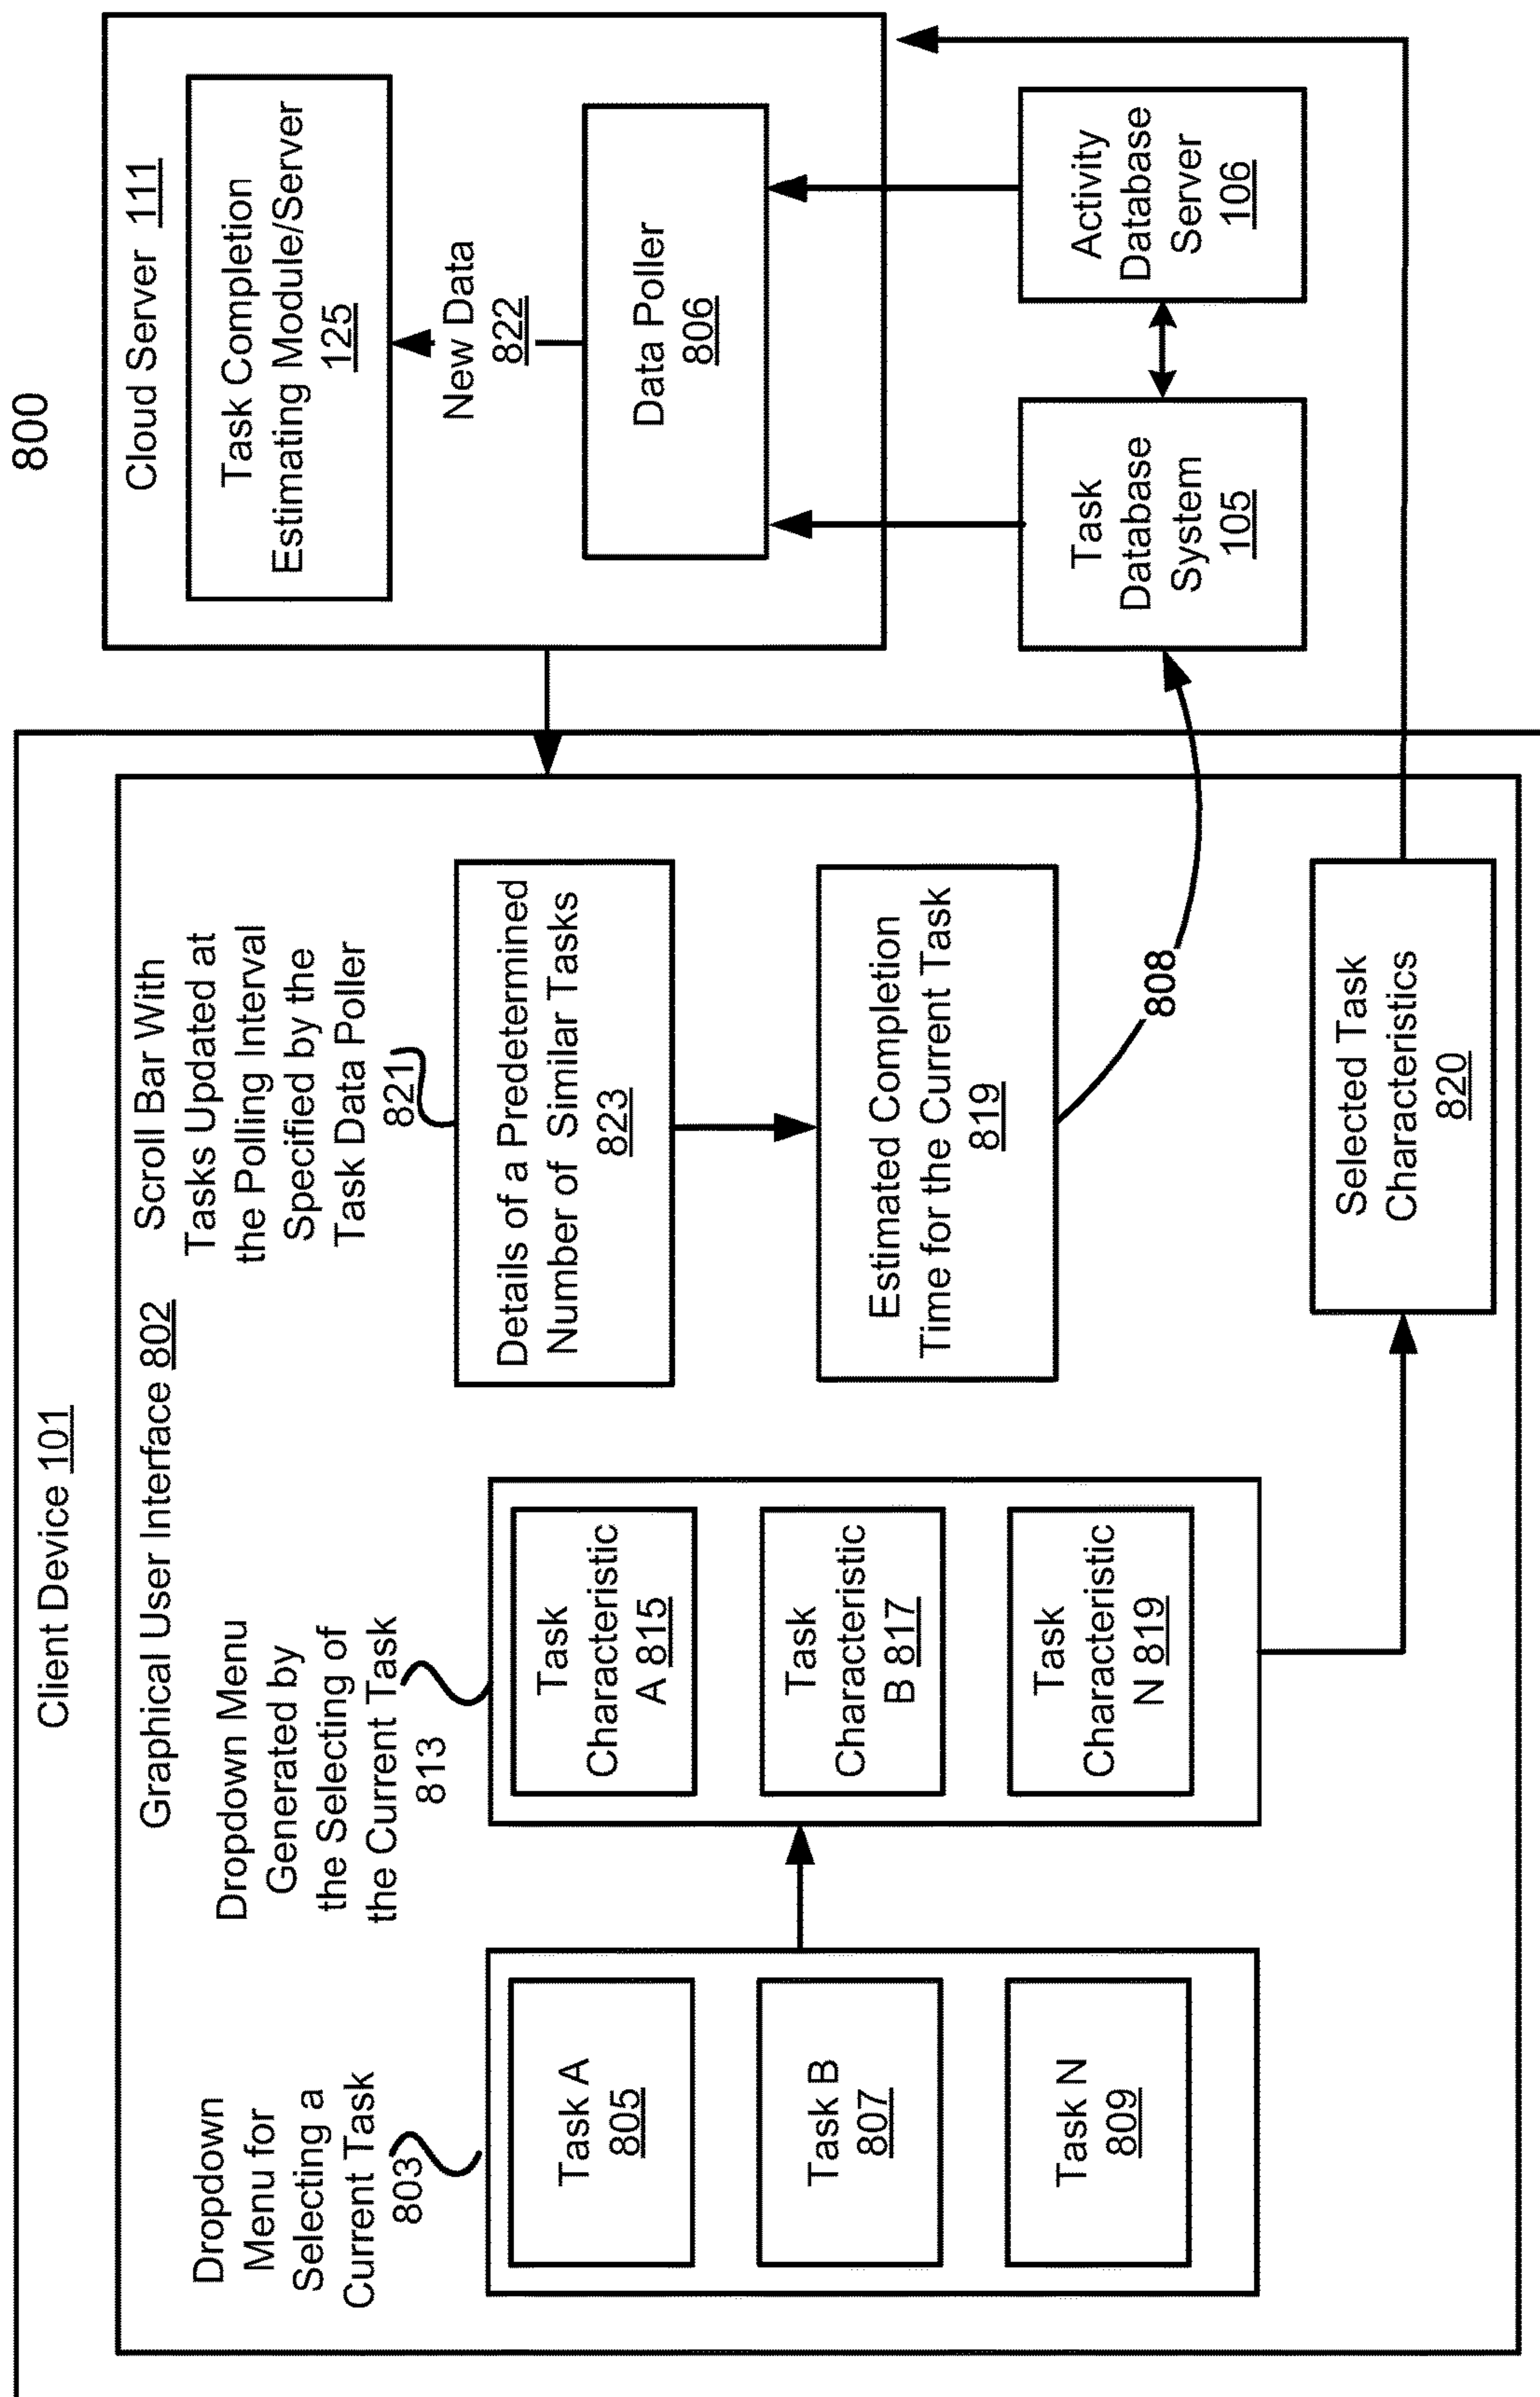 800
Client Device 101
Graphical User Interface 802
Dropdown
Menu for
Selecting a
Current Task
803
Task A
805
Task B
807
Task N
809
Dropdown Menu
Generated by
the Selecting of
the Current Task
813
Task
Characteristic
A 815
Task
Characteristic
B 817
Task
Characteristic
N 819
Scroll Bar With
Tasks Updated at
the Polling Interval
Specified by the
Task Data Poller
821
Details of a Predetermined
Number of Similar Tasks
823
Estimated Completion
Time for the Current Task
819
808
Selected Task
Characteristics
820
Cloud Server 111
Task Completion
Estimating Module/Server
125
New Data
822
Data Poller
806
Task
Database
System
105
Activity
Database
Server
106